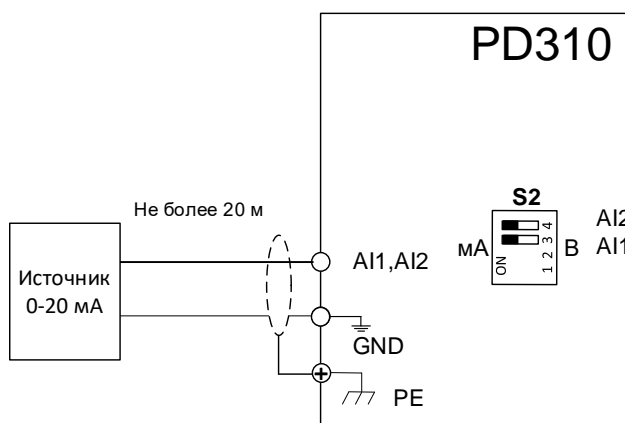 PD310
Не более 20 м
S2
Источник
0-20 мА
AI1,AI2
мА
ON
1 2 3 4
В
AI2
AI1
GND
PE